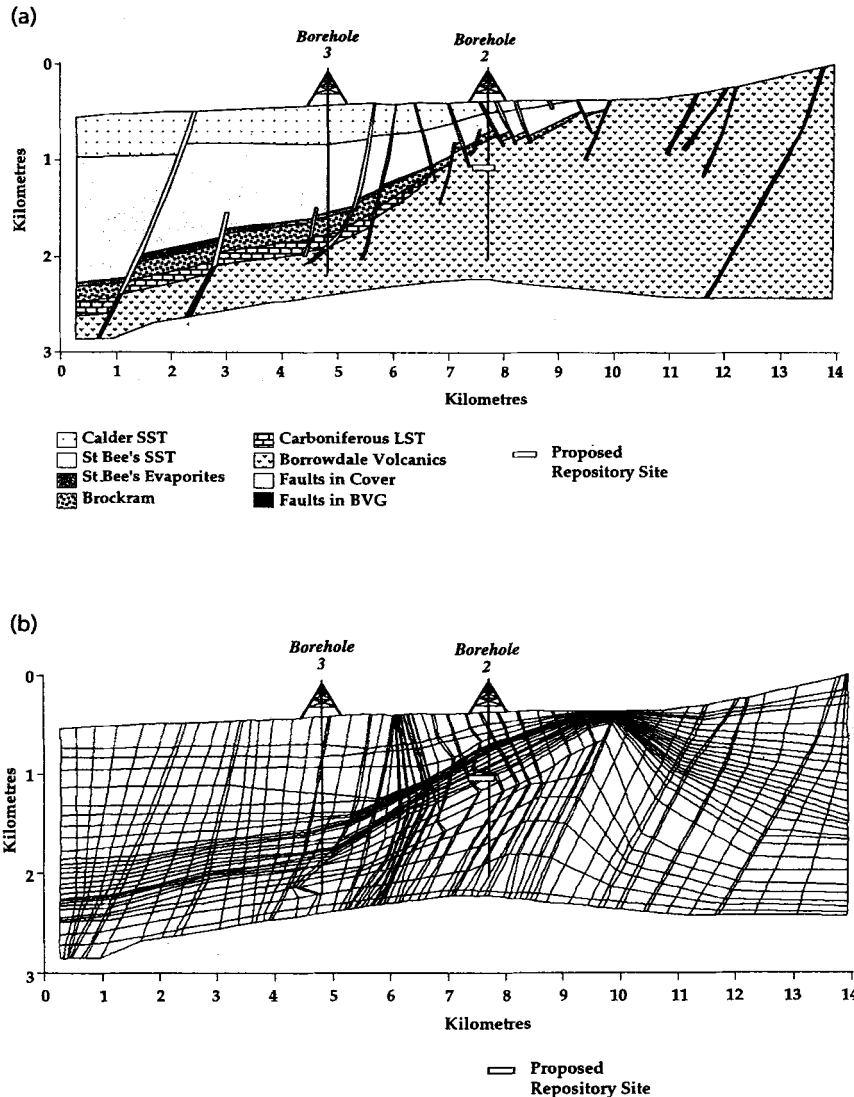 (a)
Borehole
3
Borehole
2
0
1
2
3
Kilometres
0 1 2 3 4 5 6 7 8 9 10 11 12 13 14
Kilometres
Calder SST
St Bee's SST
St.Bee's Evaporites
Brockram
Carboniferous LST
Borrowdale Volcanics
Faults in Cover
Faults in BVG
Proposed
Repository Site
(b)
Borehole
3
Borehole
2
0
1
2
3
Kilometres
0 1 2 3 4 5 6 7 8 9 10 11 12 13 14
Kilometres
Proposed
Repository Site